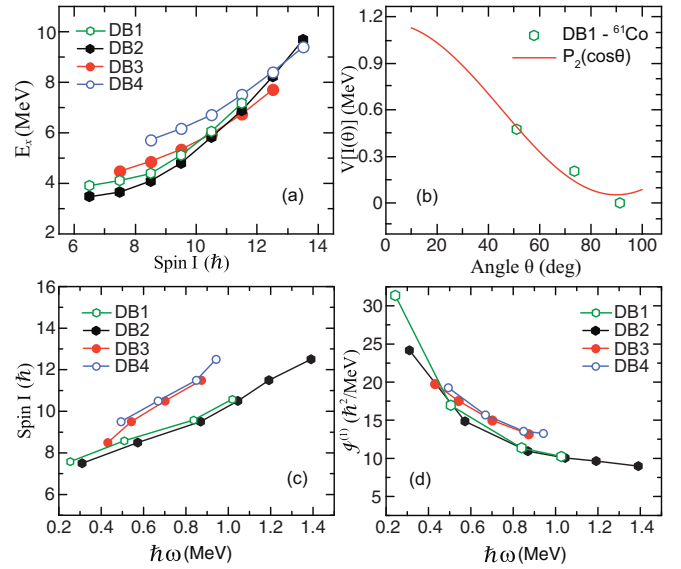 10
8
6
4
2
E_x (MeV)
DB1
DB2
DB3
DB4
(a)
6 8 10 12 14
Spin I (ℏ)
1.2
0.9
0.6
0.3
0
V[I(θ)] (MeV)
DB1 - ⁶¹Co
P₂(cosθ)
(b)
0 20 40 60 80 100
Angle θ (deg)
16
14
12
10
8
6
Spin I (ℏ)
DB1
DB2
DB3
DB4
(c)
0.2 0.4 0.6 0.8 1.0 1.2 1.4
ℏω(MeV)
30
25
20
15
10
5
𝒥⁽¹⁾ (ℏ²/MeV)
DB1
DB2
DB3
DB4
(d)
0.2 0.4 0.6 0.8 1.0 1.2 1.4
ℏω(MeV)